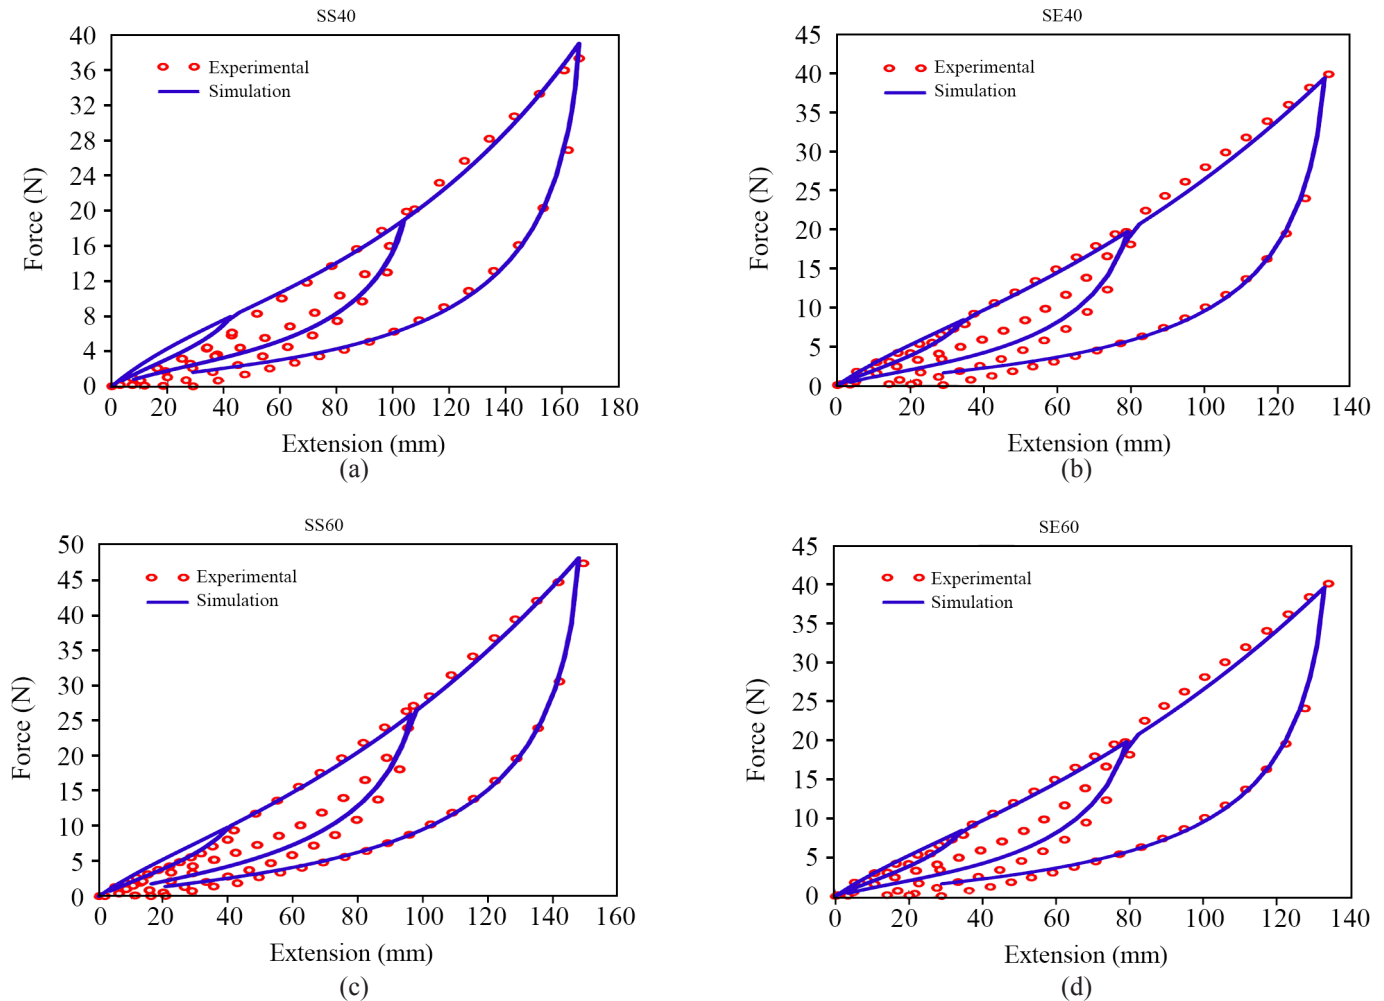 SS40
40
36
32
28
24
20
16
12
8
4
0
Force (N)
Experimental
Simulation
0 20 40 60 80 100 120 140 160 180
Extension (mm)
(a)
SE40
45
40
35
30
25
20
15
10
5
0
Force (N)
Experimental
Simulation
0 20 40 60 80 100 120 140
Extension (mm)
(b)
SS60
50
45
40
35
30
25
20
15
10
5
0
Force (N)
Experimental
Simulation
0 20 40 60 80 100 120 140 160
Extension (mm)
(c)
SE60
45
40
35
30
25
20
15
10
5
0
Force (N)
Experimental
Simulation
0 20 40 60 80 100 120 140
Extension (mm)
(d)